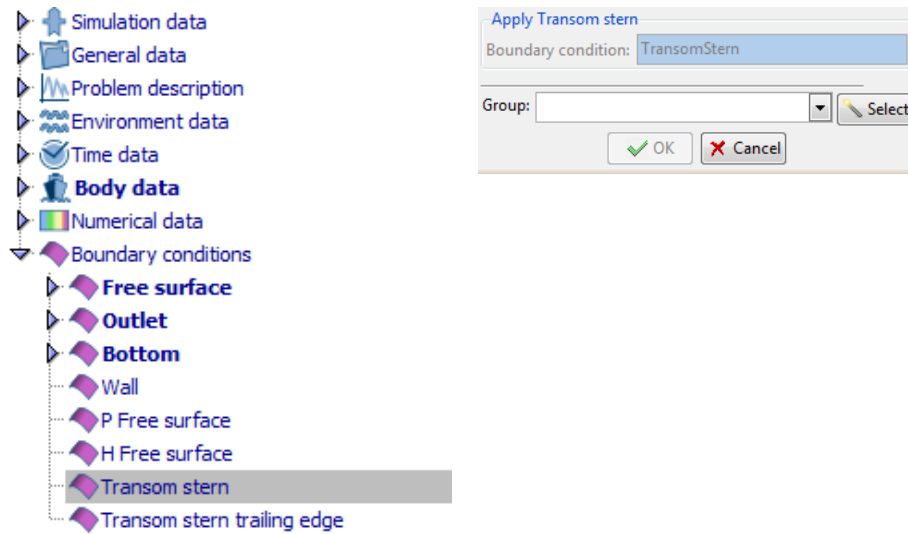 Simulation data
General data
Problem description
Environment data
Time data
Body data
Numerical data
Boundary conditions
Free surface
Outlet
Bottom
Wall
P Free surface
H Free surface
Transom stern
Transom stern trailing edge
Apply Transom stern
Boundary condition: TransomStern
Group: Select
OK Cancel